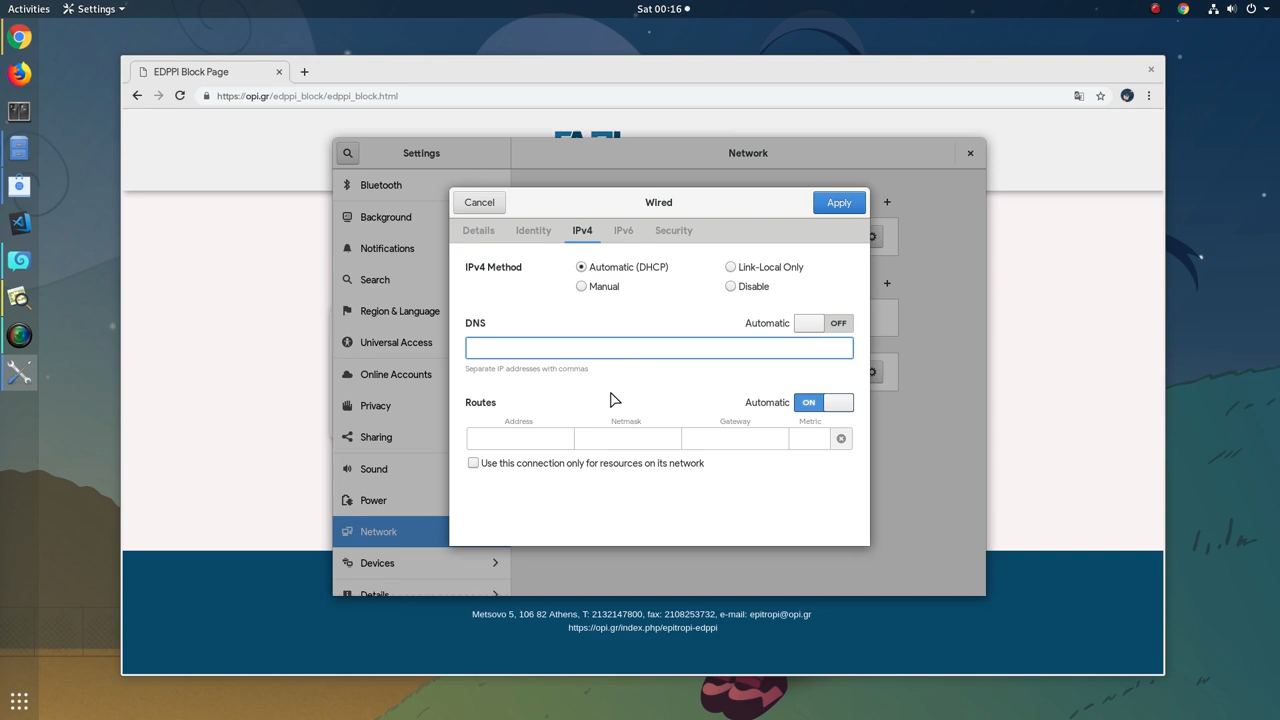 Activities Settings Sat 00:16
EDPPI Block Page
https://opi.gr/edppi_block/edppi_block.html
Settings Network
Bluetooth
Background
Notifications
Search
Region & Language
Universal Access
Online Accounts
Privacy
Sharing
Sound
Power
Network
Devices
Details
Cancel Wired Apply
Details Identity IPv4 IPv6 Security
IPv4 Method Automatic (DHCP) Link-Local Only
Manual Disable
DNS Automatic OFF
Separate IP addresses with commas
Routes Automatic ON
Address Netmask Gateway Metric
Use this connection only for resources on its network
Metsovo 5, 106 82 Athens, T: 2132147800, fax: 2108253732, e-mail: epitropi@opi.gr
https://opi.gr/index.php/epitropi-edppi